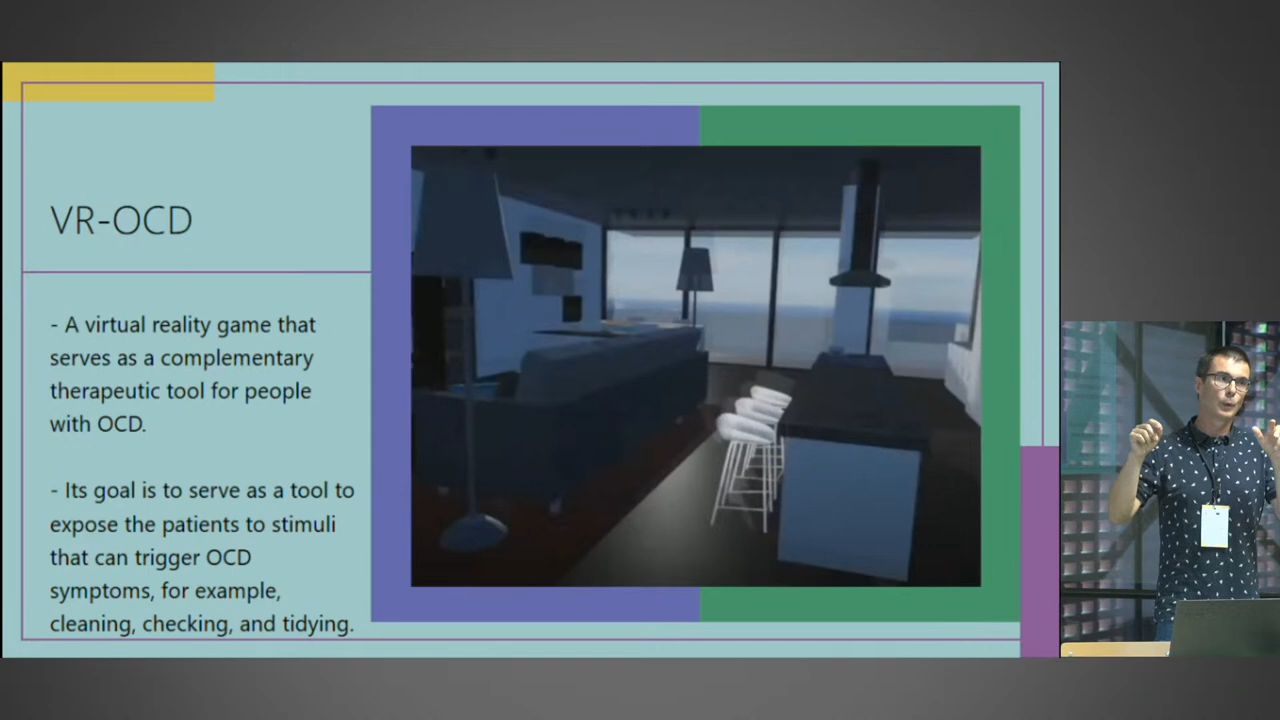 VR-OCD
- A virtual reality game that
serves as a complementary
therapeutic tool for people
with OCD.
- Its goal is to serve as a tool to
expose the patients to stimuli
that can trigger OCD
symptoms, for example,
cleaning, checking, and tidying.